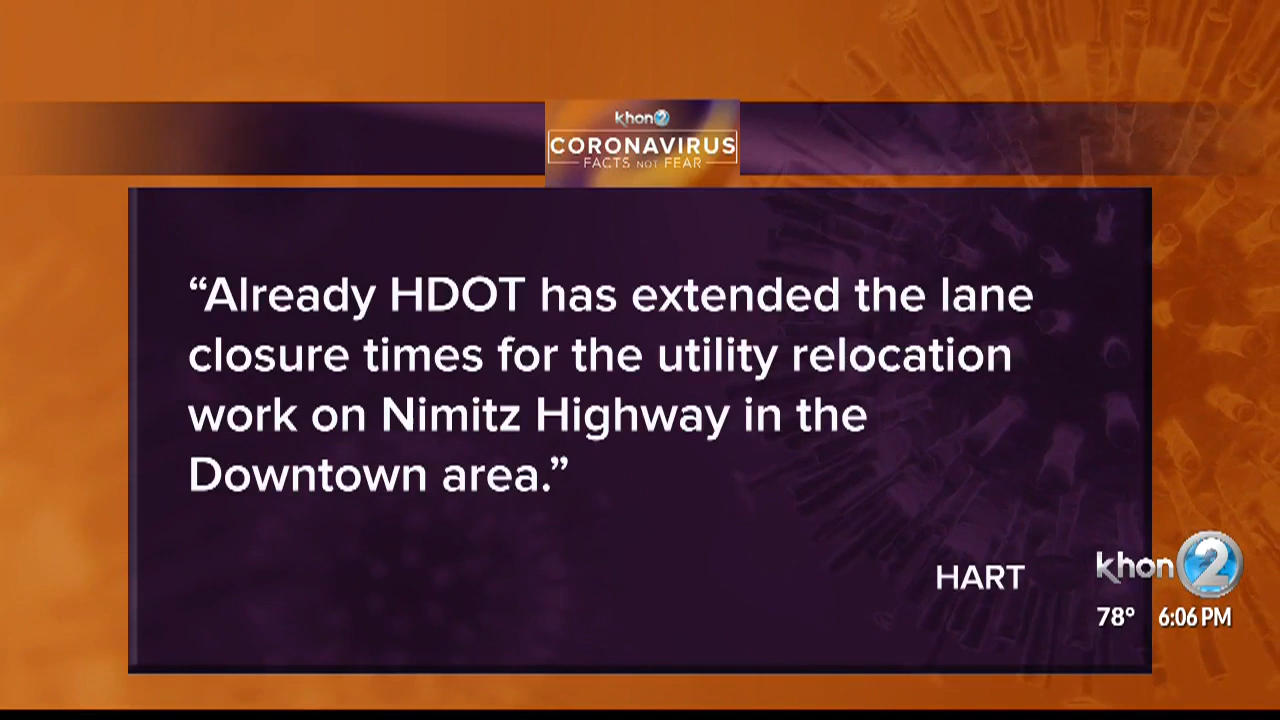 khon2
CORONAVIRUS
FACTS NOT FEAR
“Already HDOT has extended the lane
closure times for the utility relocation
work on Nimitz Highway in the
Downtown area.”
HART
khon2
78° 6:06 PM